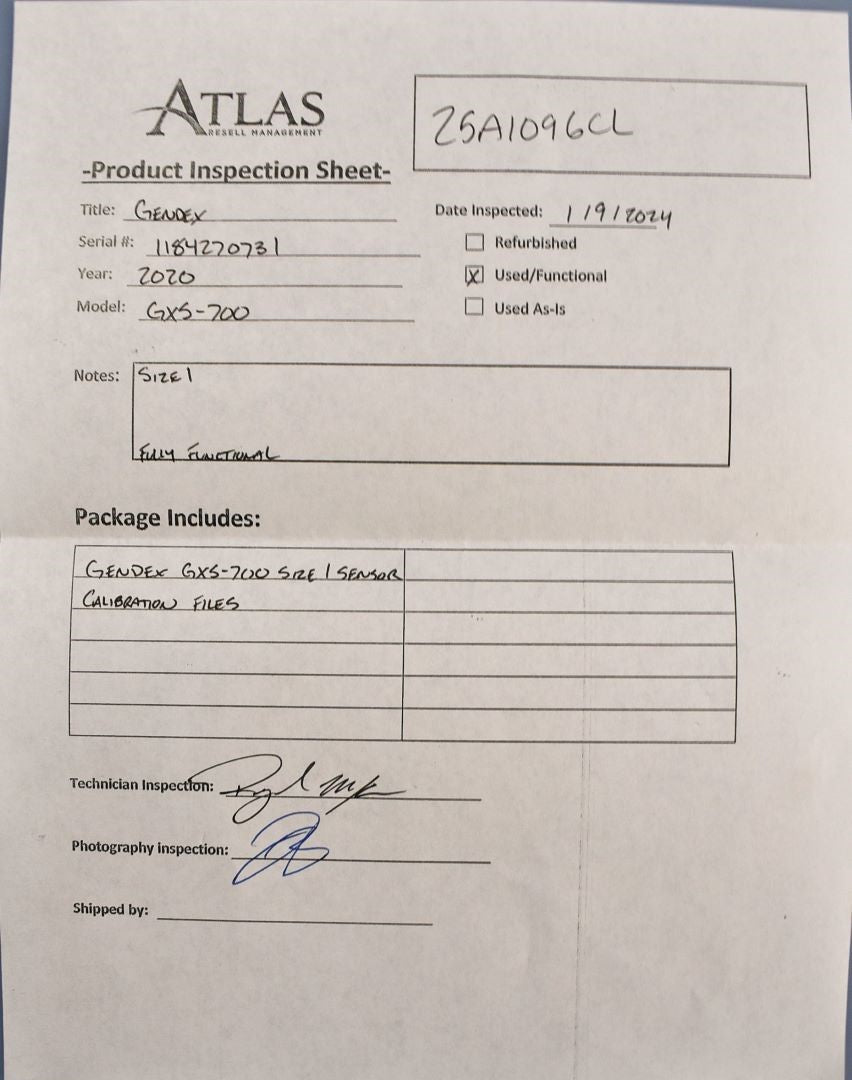 ATLAS
RESELL MANAGEMENT
25A1096CL
-Product Inspection Sheet-
Title: GENDEX
Date Inspected: 1/9/2024
Serial #: 1184270731
Refurbished
Year: 2020
X Used/Functional
Model: GXS-700
Used As-Is
Notes: SIZE 1
FULLY FUNCTIONAL
Package Includes:
GENDEX GXS-700 SIZE 1 SENSOR
CALIBRATION FILES
Technician Inspection:
Photography inspection:
Shipped by: